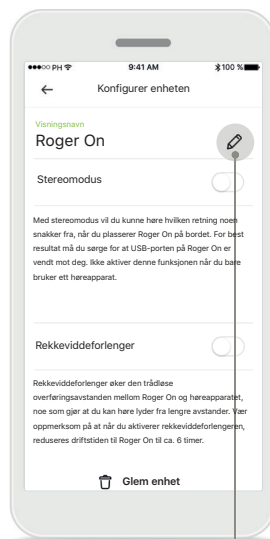 ●●●○○ PH 9:41 AM 100 %
Konfigurer enheten
Visningsnavn
Roger On
Stereomodus
Med stereomodus vil du kunne høre hvilken retning noen
snakker fra, når du plasserer Roger On på bordet. For best
resultat må du sørge for at USB-porten på Roger On er
vendt mot deg. Ikke aktiver denne funksjonen når du bare
bruker ett høreapparat.
Rekkeviddeforlenger
Rekkeviddeforlenger øker den trådløse
overføringsavstanden mellom Roger On og høreapparatet,
noe som gjør at du kan høre lyder fra lengre avstander. Vær
oppmerksom på at når du aktiverer rekkeviddeforlengeren,
reduseres driftstiden til Roger On til ca. 6 timer.
Glem enhet